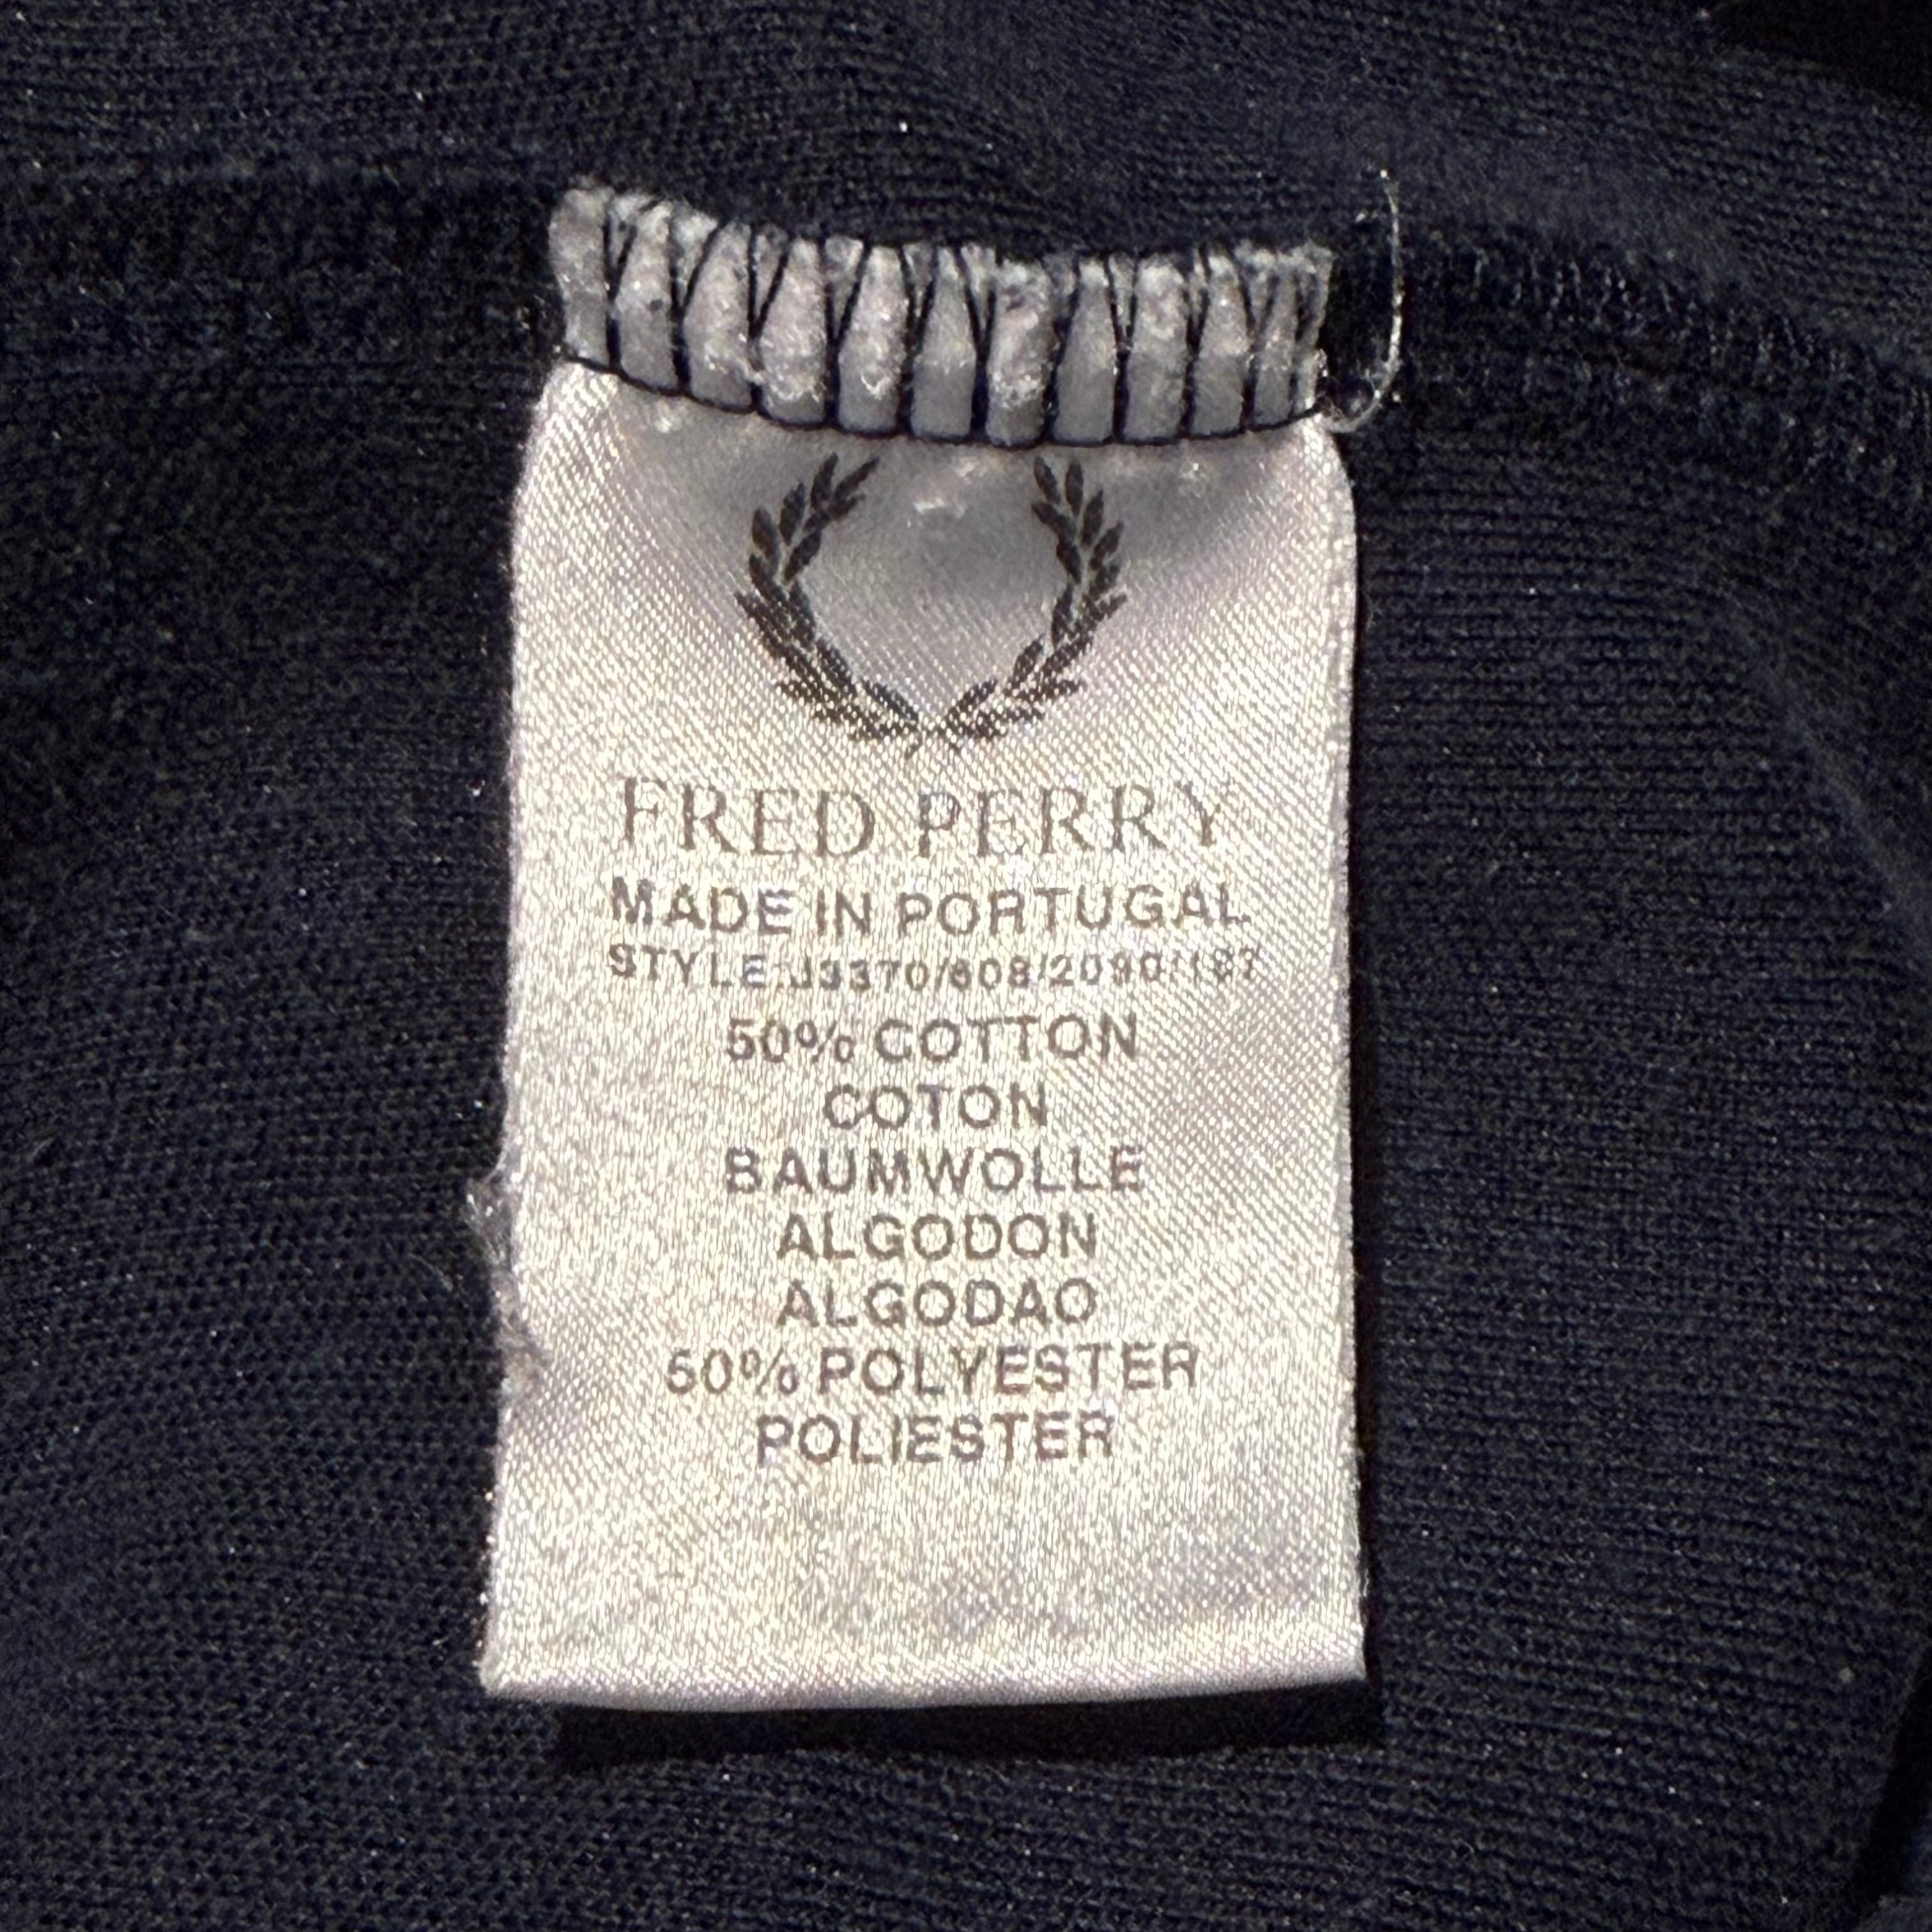 FRED PERRY
MADE IN PORTUGAL
STYLE:J3370/608/2090/187
50% COTTON
COTON
BAUMWOLLE
ALGODON
ALGODAO
50% POLYESTER
POLIESTER